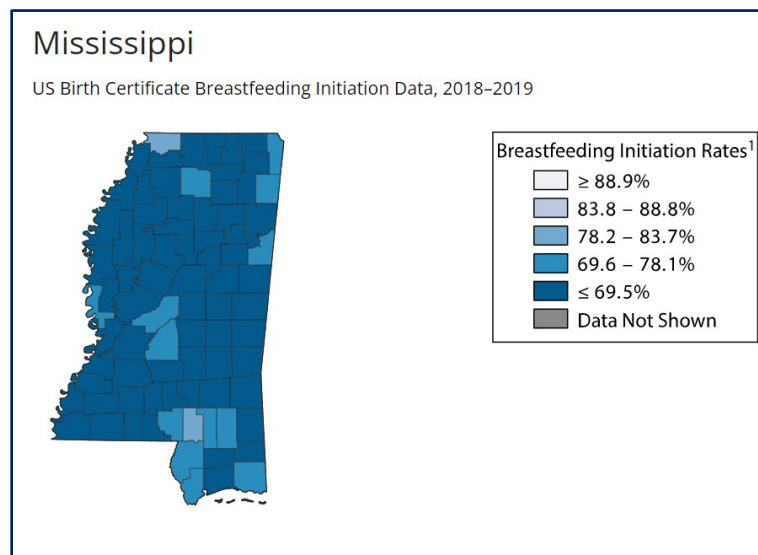 Mississippi
US Birth Certificate Breastfeeding Initiation Data, 2018–2019
Breastfeeding Initiation Rates¹
≥ 88.9%
83.8 – 88.8%
78.2 – 83.7%
69.6 – 78.1%
≤ 69.5%
Data Not Shown